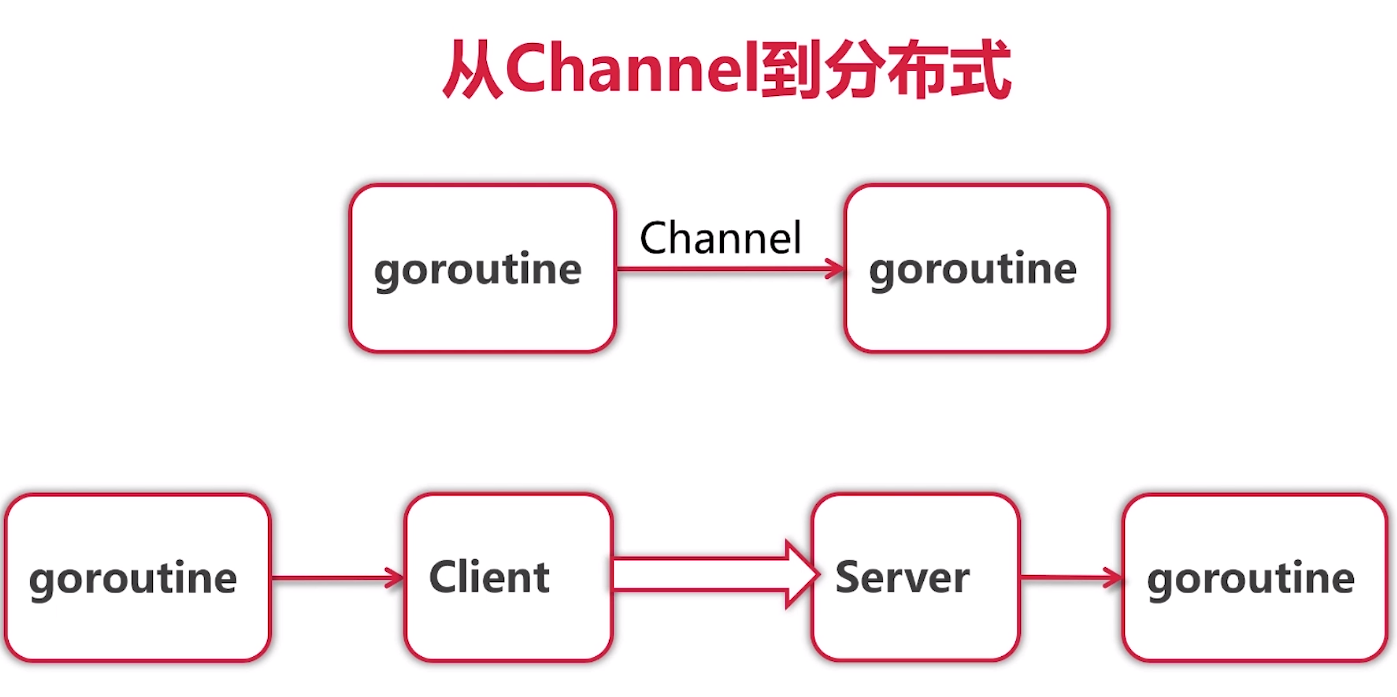 从Channel到分布式
goroutine
Channel
goroutine
goroutine
Client
Server
goroutine